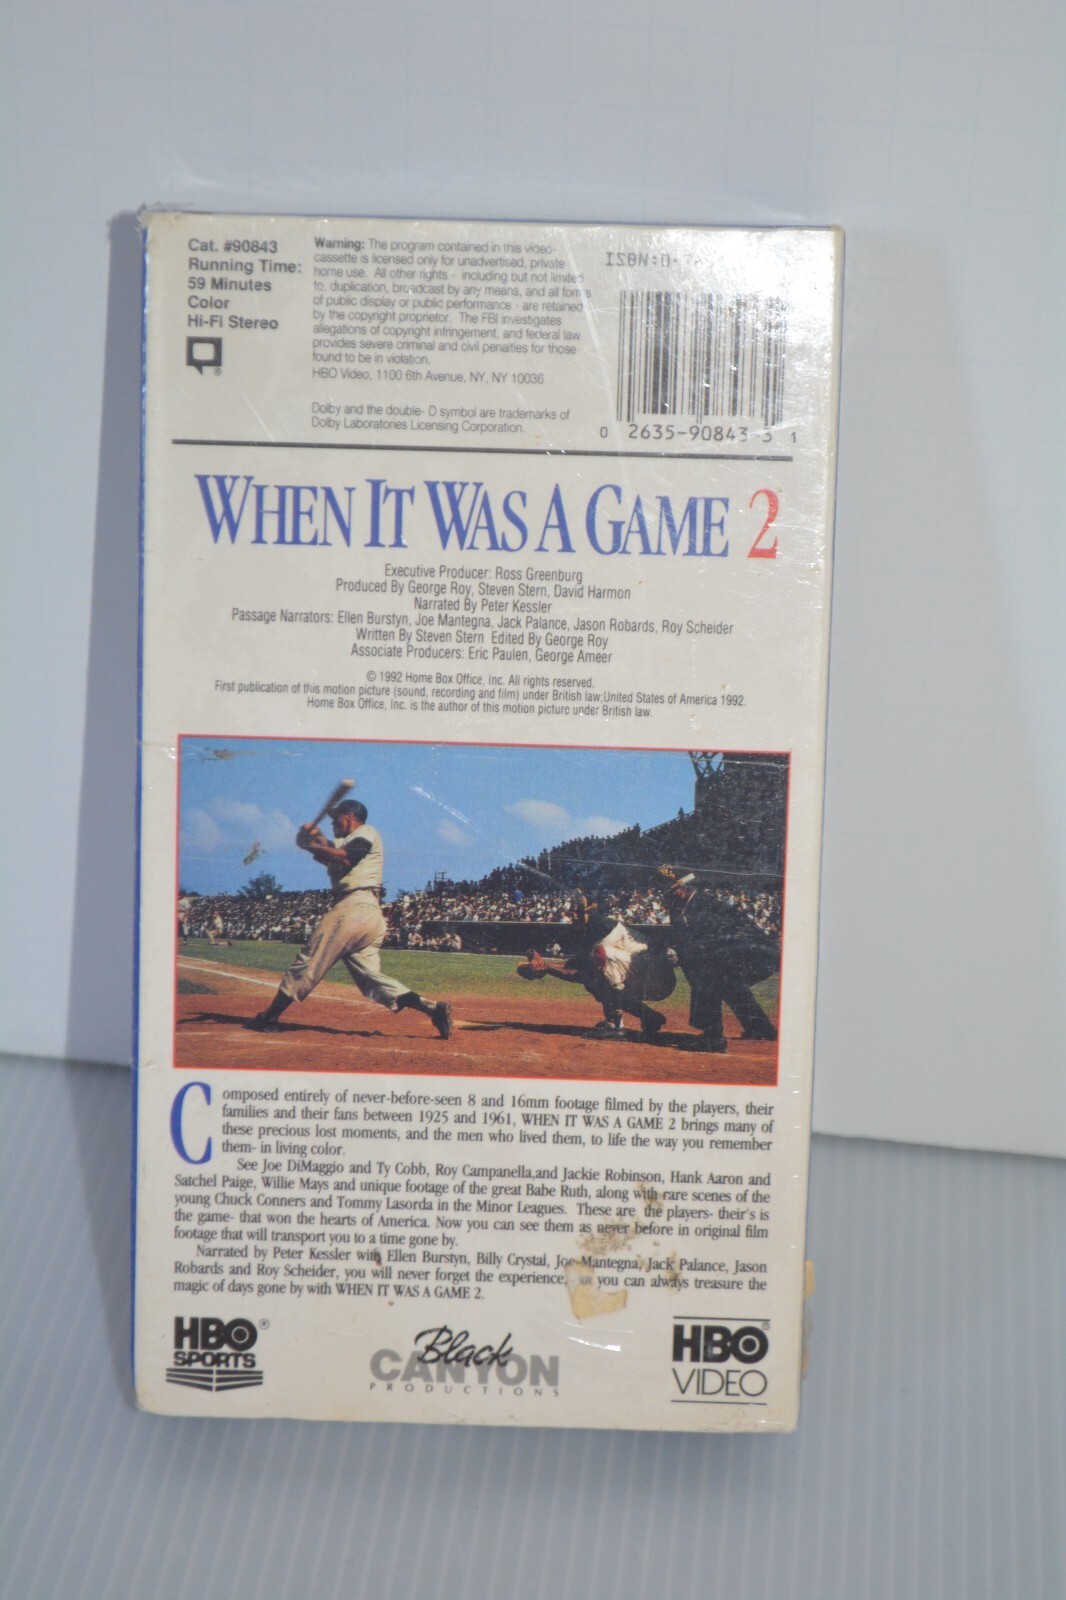 Cat. #90843
Running Time:
59 Minutes
Color
Hi-Fi Stereo
®
Warning: The program contained in this video-
cassette is licensed only for unadvertised, private
home use. All other rights - including but not limited
to, duplication, broadcast by any means, and all forms
of public display or public performance - are retained
by the copyright proprietor. The FBI investigates
allegations of copyright infringement, and federal law
provides severe criminal and civil penalties for those
found to be in violation.
HBO Video, 1100 6th Avenue, NY, NY 10036
Dolby and the double- D symbol are trademarks of
Dolby Laboratories Licensing Corporation.
ISBN:0-7
0 2635-90843-3 1
WHEN IT WAS A GAME 2
Executive Producer: Ross Greenburg
Produced By George Roy, Steven Stern, David Harmon
Narrated By Peter Kessler
Passage Narrators: Ellen Burstyn, Joe Mantegna, Jack Palance, Jason Robards, Roy Scheider
Written By Steven Stern Edited By George Roy
Associate Producers: Eric Paulen, George Ameer
© 1992 Home Box Office, Inc. All rights reserved.
First publication of this motion picture (sound, recording and film) under British law;United States of America 1992.
Home Box Office, Inc. is the author of this motion picture under British law.
Composed entirely of never-before-seen 8 and 16mm footage filmed by the players, their
families and their fans between 1925 and 1961, WHEN IT WAS A GAME 2 brings many of
these precious lost moments, and the men who lived them, to life the way you remember
them- in living color.
See Joe DiMaggio and Ty Cobb, Roy Campanella,and Jackie Robinson, Hank Aaron and
Satchel Paige, Willie Mays and unique footage of the great Babe Ruth, along with rare scenes of the
young Chuck Conners and Tommy Lasorda in the Minor Leagues. These are the players- their's is
the game- that won the hearts of America. Now you can see them as never before in original film
footage that will transport you to a time gone by.
Narrated by Peter Kessler with Ellen Burstyn, Billy Crystal, Joe Mantegna, Jack Palance, Jason
Robards and Roy Scheider, you will never forget the experience, you can always treasure the
magic of days gone by with WHEN IT WAS A GAME 2.
HBO®
SPORTS
Black
CANYON
PRODUCTIONS
HBO®
VIDEO